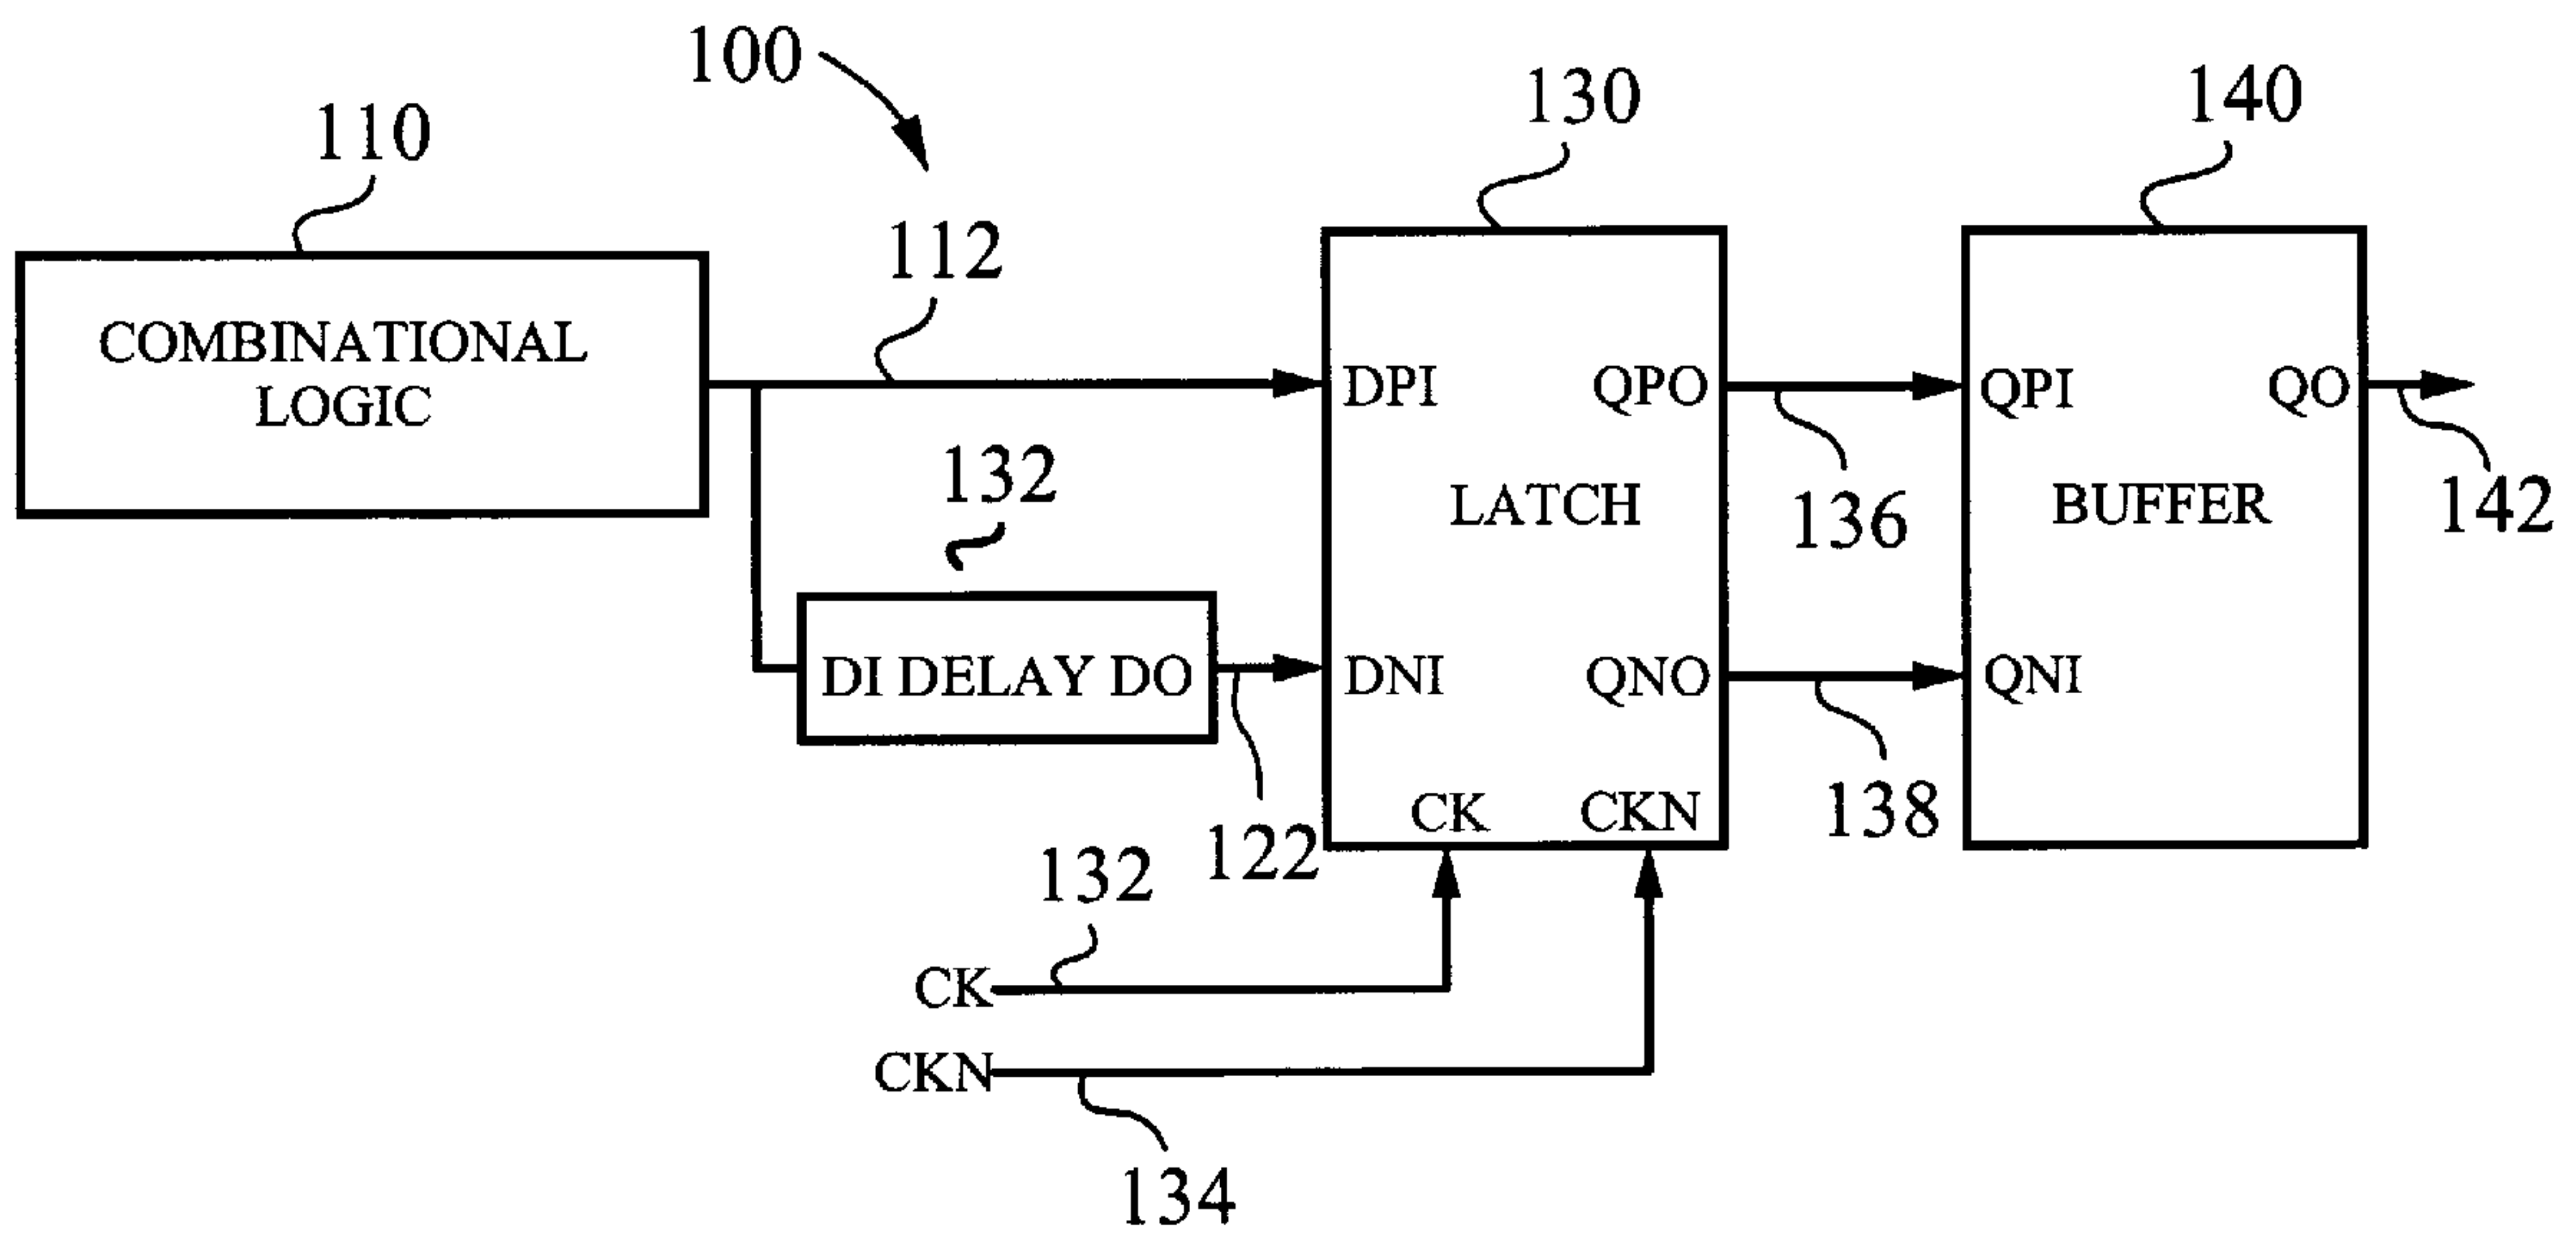 100
110
130
140
112
COMBINATIONAL
LOGIC
DPI QPO
QPI QO
132
136
142
LATCH
BUFFER
DI DELAY DO
DNI QNO
QNI
122
138
CK CKN
132
CK
CKN
134